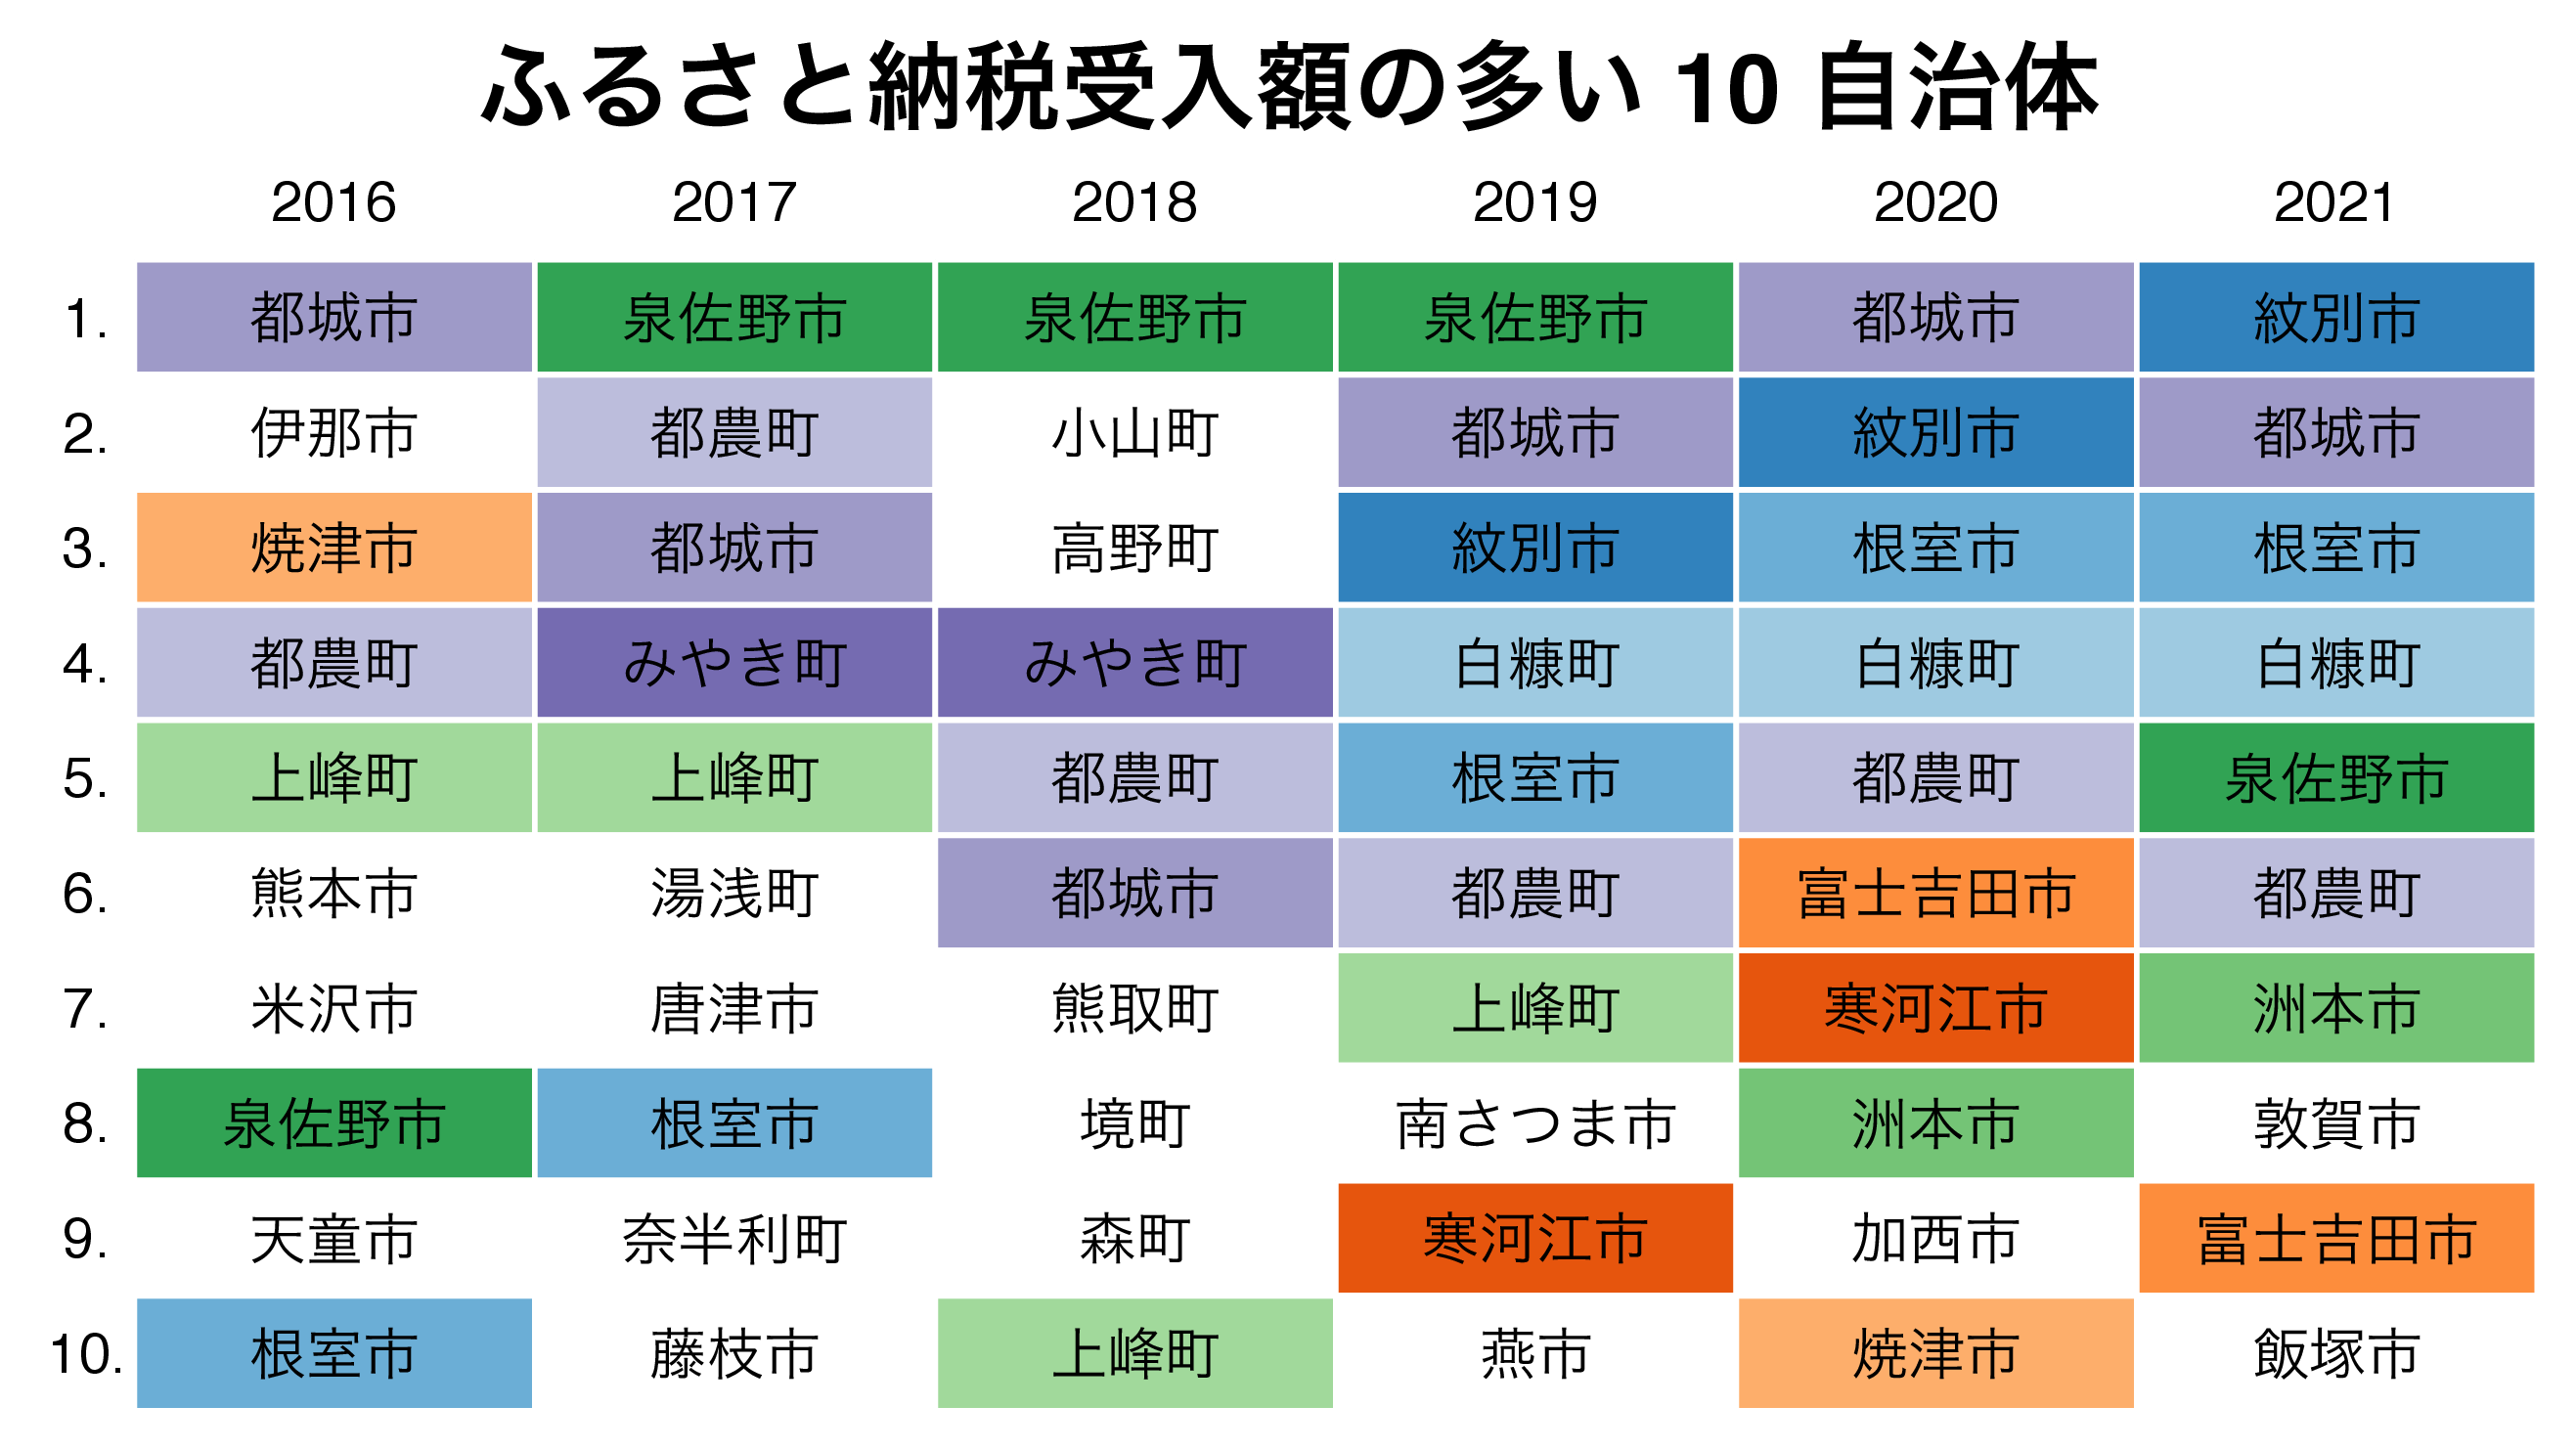 ふるさと納税受入額の多い 10 自治体
2016 2017 2018 2019 2020 2021
1. 都城市 泉佐野市 泉佐野市 泉佐野市 都城市 紋別市
2. 伊那市 都農町 小山町 都城市 紋別市 都城市
3. 焼津市 都城市 高野町 紋別市 根室市 根室市
4. 都農町 みやき町 みやき町 白糠町 白糠町 白糠町
5. 上峰町 上峰町 都農町 根室市 都農町 泉佐野市
6. 熊本市 湯浅町 都城市 都農町 富士吉田市 都農町
7. 米沢市 唐津市 熊取町 上峰町 寒河江市 洲本市
8. 泉佐野市 根室市 境町 南さつま市 洲本市 敦賀市
9. 天童市 奈半利町 森町 寒河江市 加西市 富士吉田市
10. 根室市 藤枝市 上峰町 燕市 焼津市 飯塚市